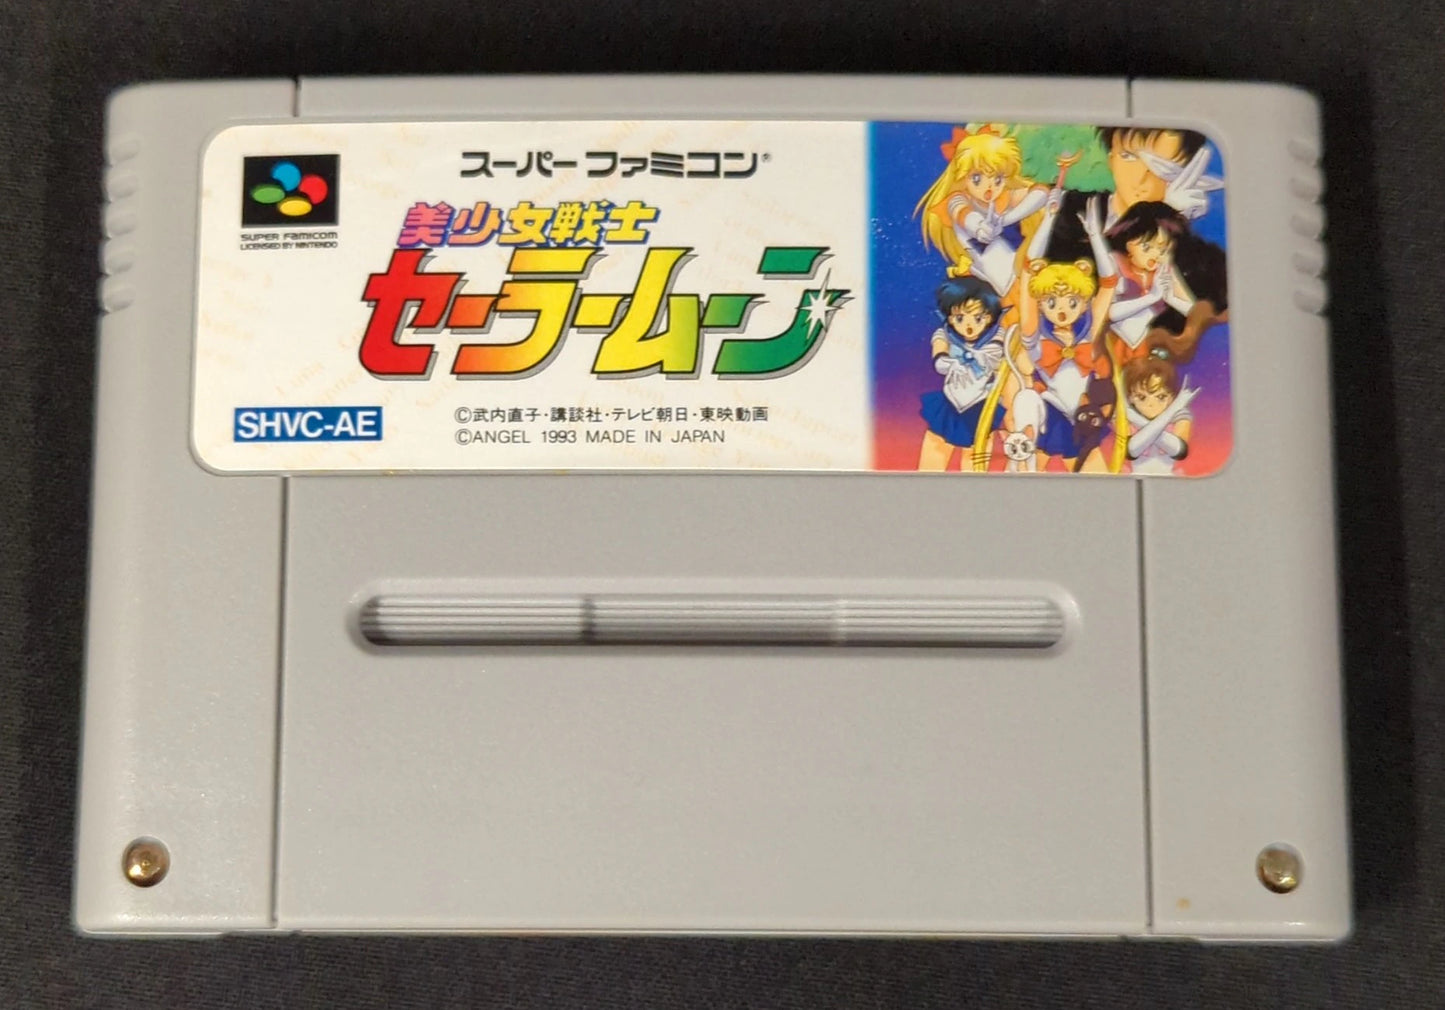 スーパーファミコン®
SUPER FAMICOM
LICENSED BY NINTENDO
美少女戦士
セーラームーン
SHVC-AE
©武内直子・講談社・テレビ朝日・東映動画
©ANGEL 1993 MADE IN JAPAN